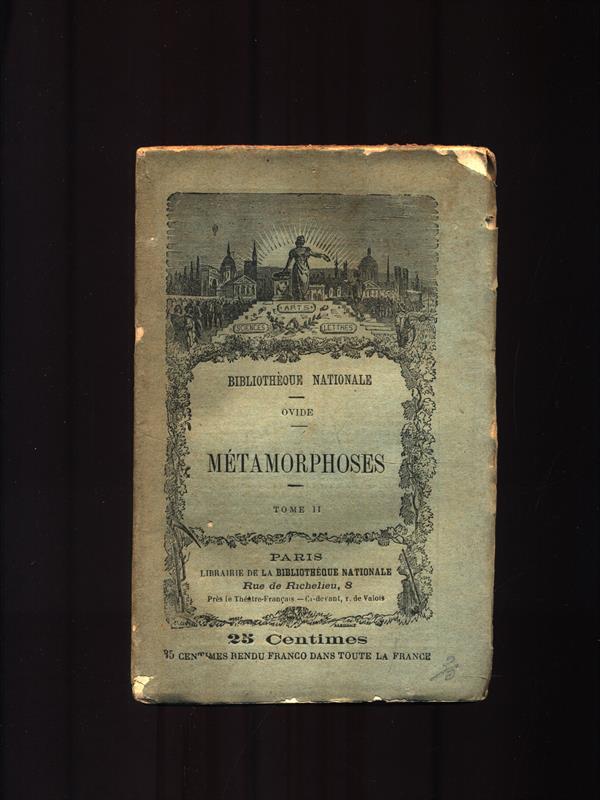 ARTS
SCIENCES LETTRES
BIBLIOTHÈQUE NATIONALE
OVIDE
MÉTAMORPHOSES
TOME II
PARIS
LIBRAIRIE DE LA BIBLIOTHÈQUE NATIONALE
Rue de Richelieu, 8
Près le Théâtre-Français — Ci-devant, r. de Valois
25 Centimes
35 CENTIMES RENDU FRANCO DANS TOUTE LA FRANCE